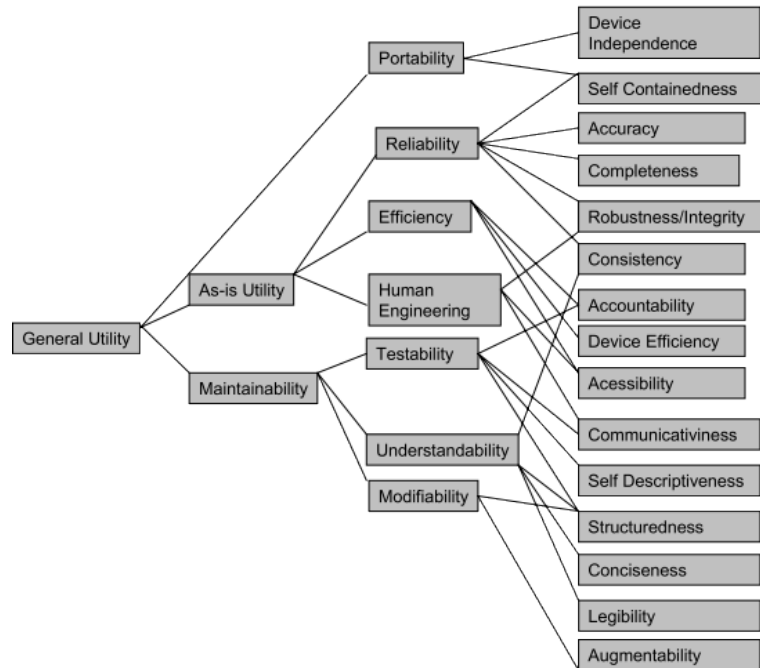 Device
Independence
Portability
Self Containedness
Accuracy
Reliability
Completeness
Efficiency
Robustness/Integrity
Consistency
As-is Utility
Human
Engineering
Accountability
General Utility
Device Efficiency
Testability
Acessibility
Maintainability
Communicativiness
Understandability
Self Descriptiveness
Modifiability
Structuredness
Conciseness
Legibility
Augmentability